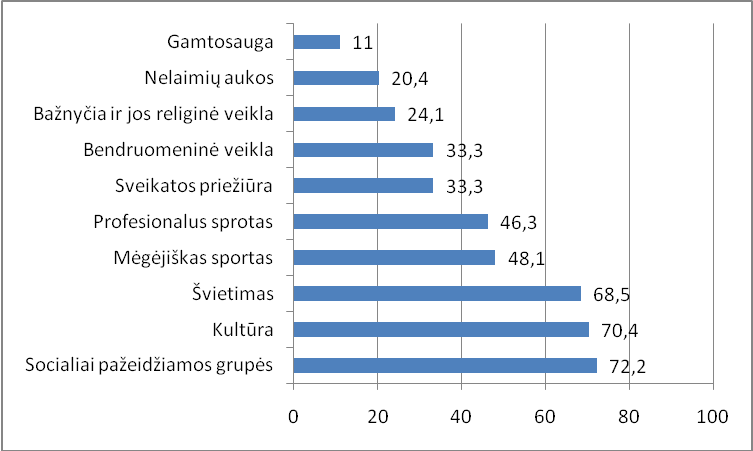 Gamtosauga 11
Nelaimių aukos 20,4
Bažnyčia ir jos religinė veikla 24,1
Bendruomeninė veikla 33,3
Sveikatos priežiūra 33,3
Profesionalus sprotas 46,3
Mėgėjiškas sportas 48,1
Švietimas 68,5
Kultūra 70,4
Socialiai pažeidžiamos grupės 72,2
0 20 40 60 80 100